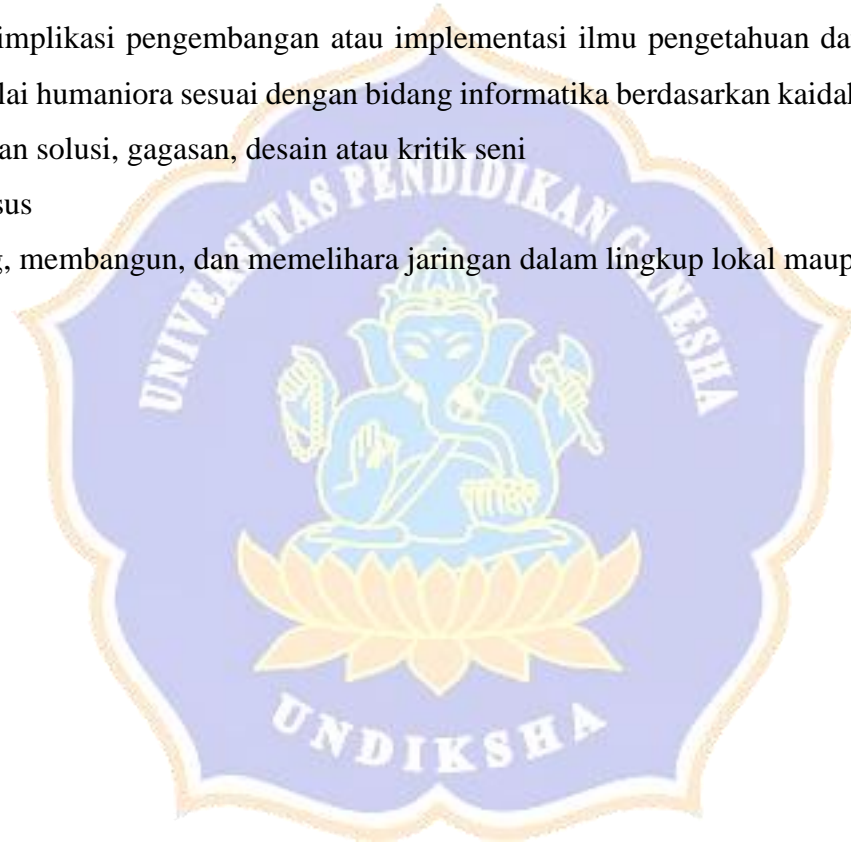 implikasi pengembangan atau implementasi ilmu pengetahuan da
lai humaniora sesuai dengan bidang informatika berdasarkan kaidah
an solusi, gagasan, desain atau kritik seni
sus
, membangun, dan memelihara jaringan dalam lingkup lokal maup
UNIVERSITAS PENDIDIKAN GANESHA
UNDIKSHA